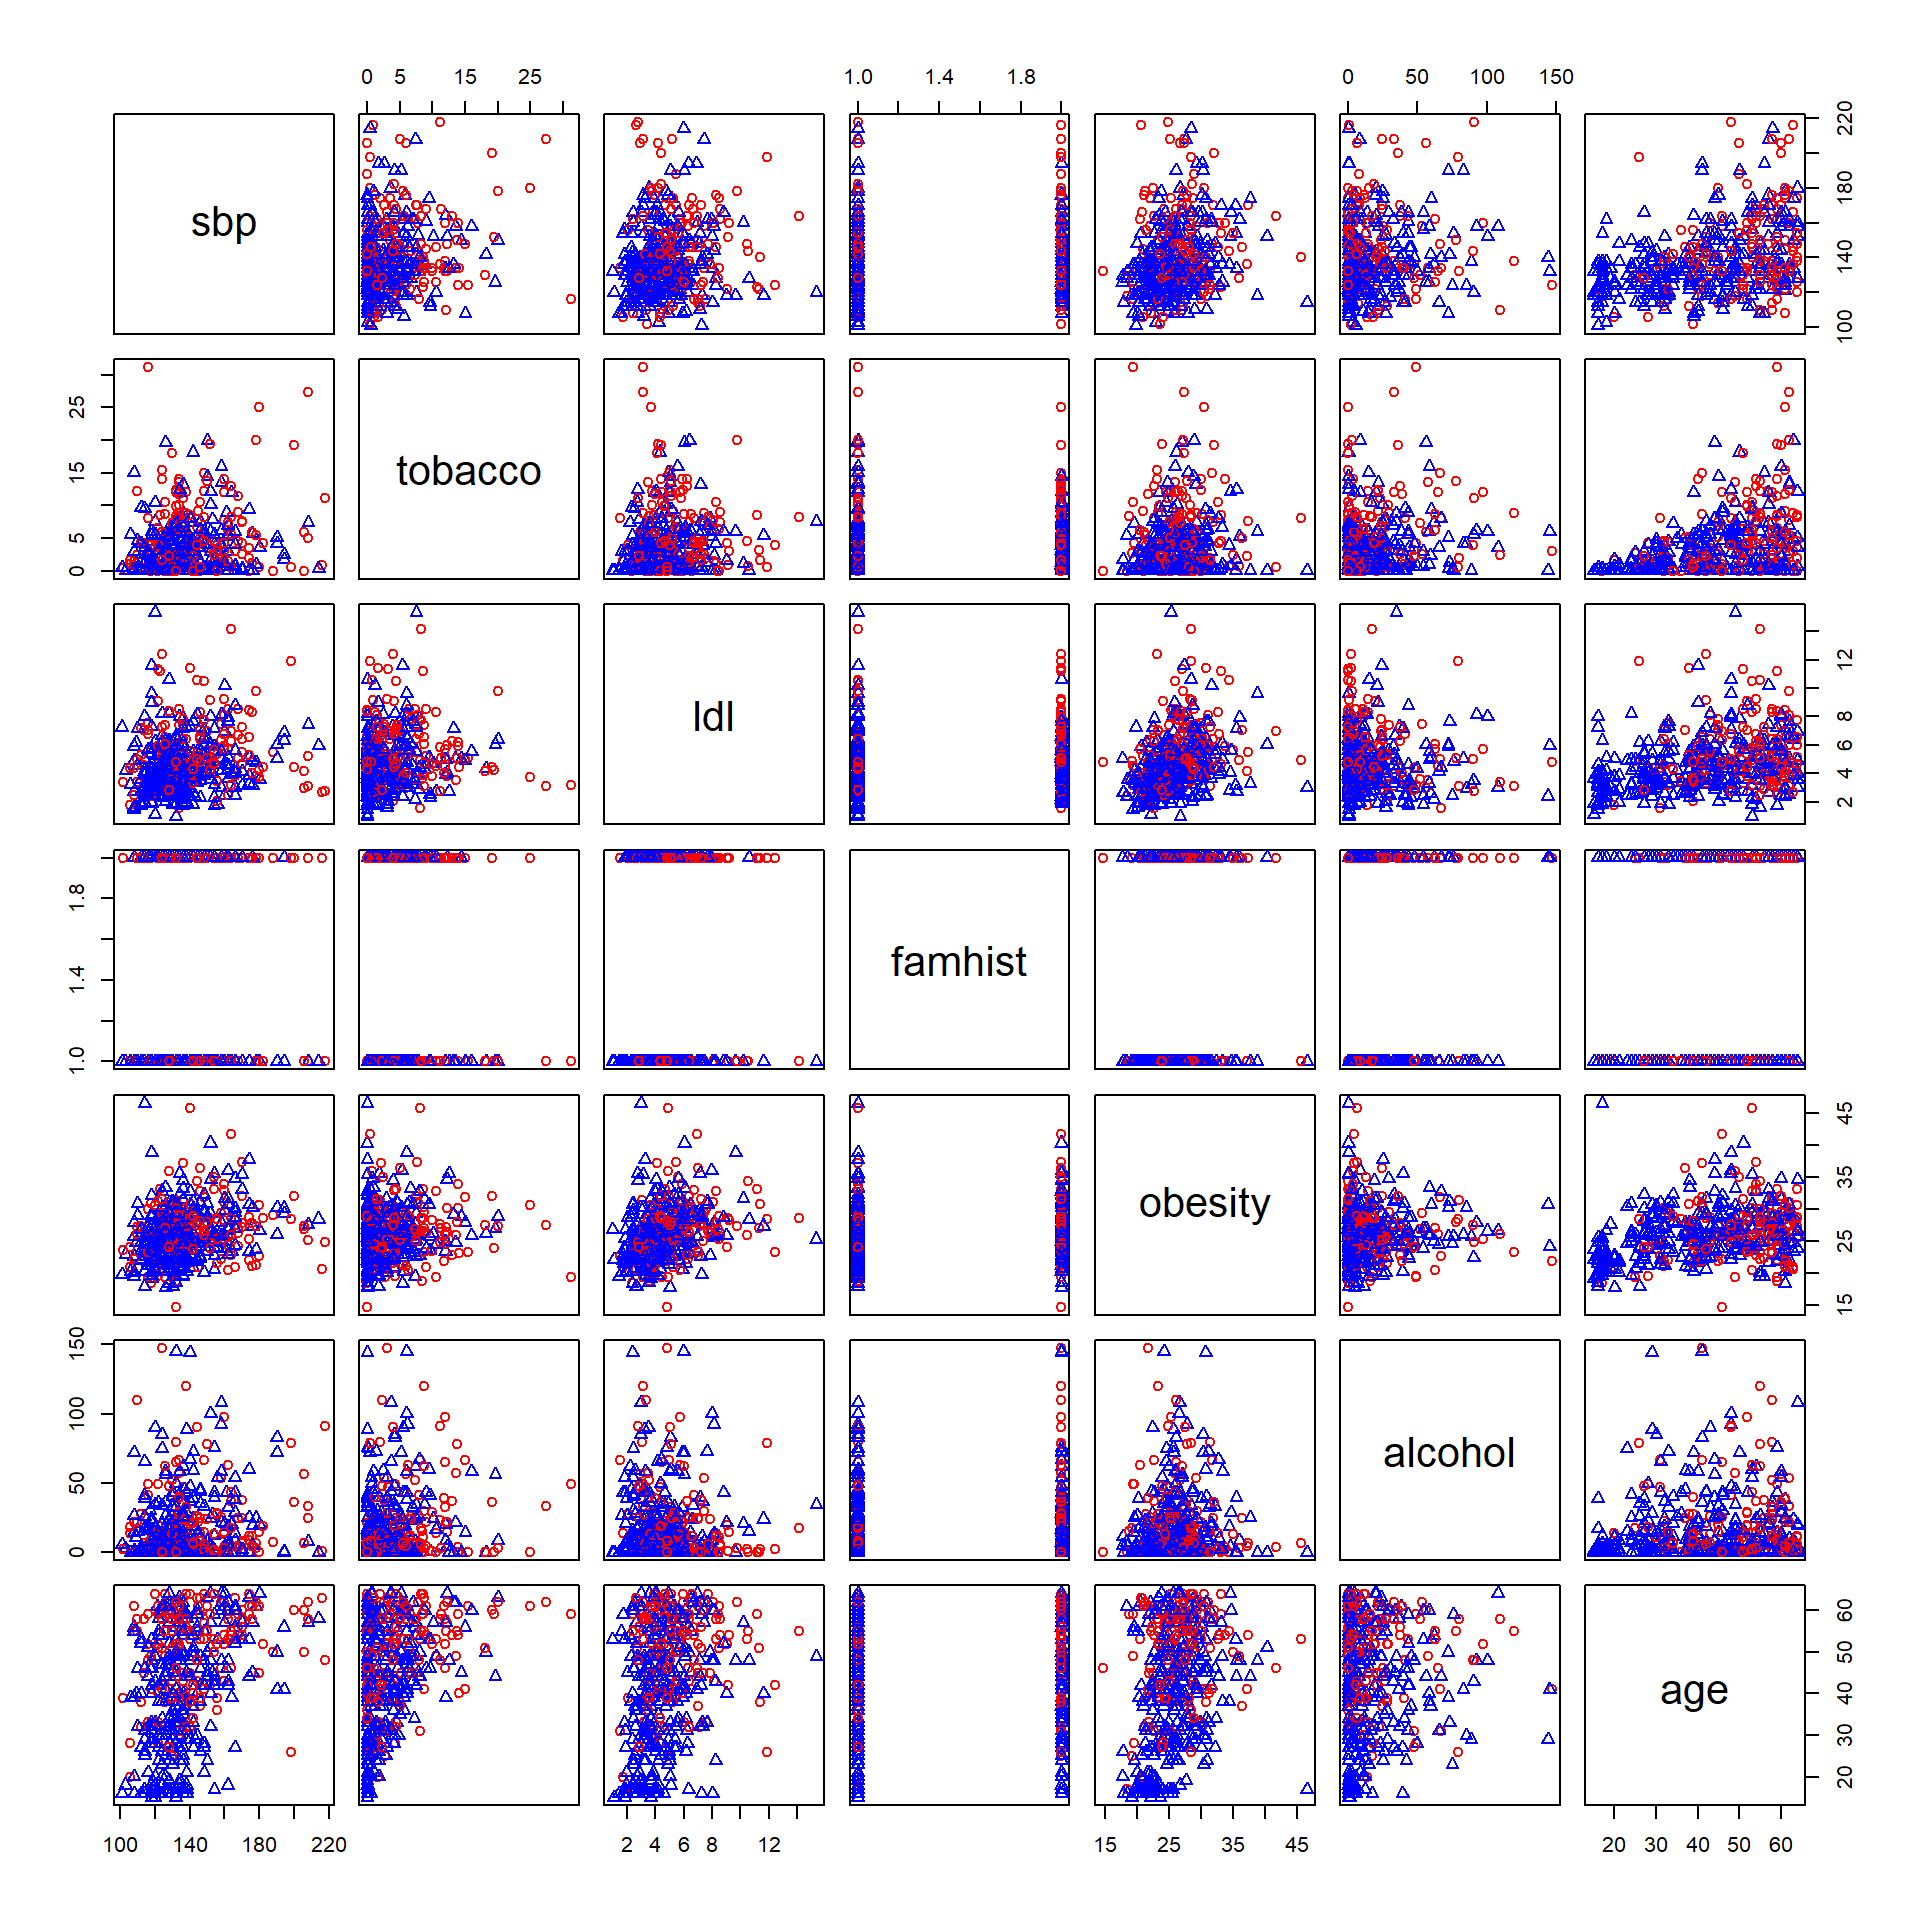 0 5 15 25 1.0 1.4 1.8 0 50 100 150
sbp
100 140 180 220
0 5 15 25
tobacco
ldl
2 4 6 8 12
1.0 1.4 1.8
famhist
obesity
15 25 35 45
0 50 100 150
alcohol
age
20 30 40 50 60
100 140 180 220 2 4 6 8 12 15 25 35 45 20 30 40 50 60